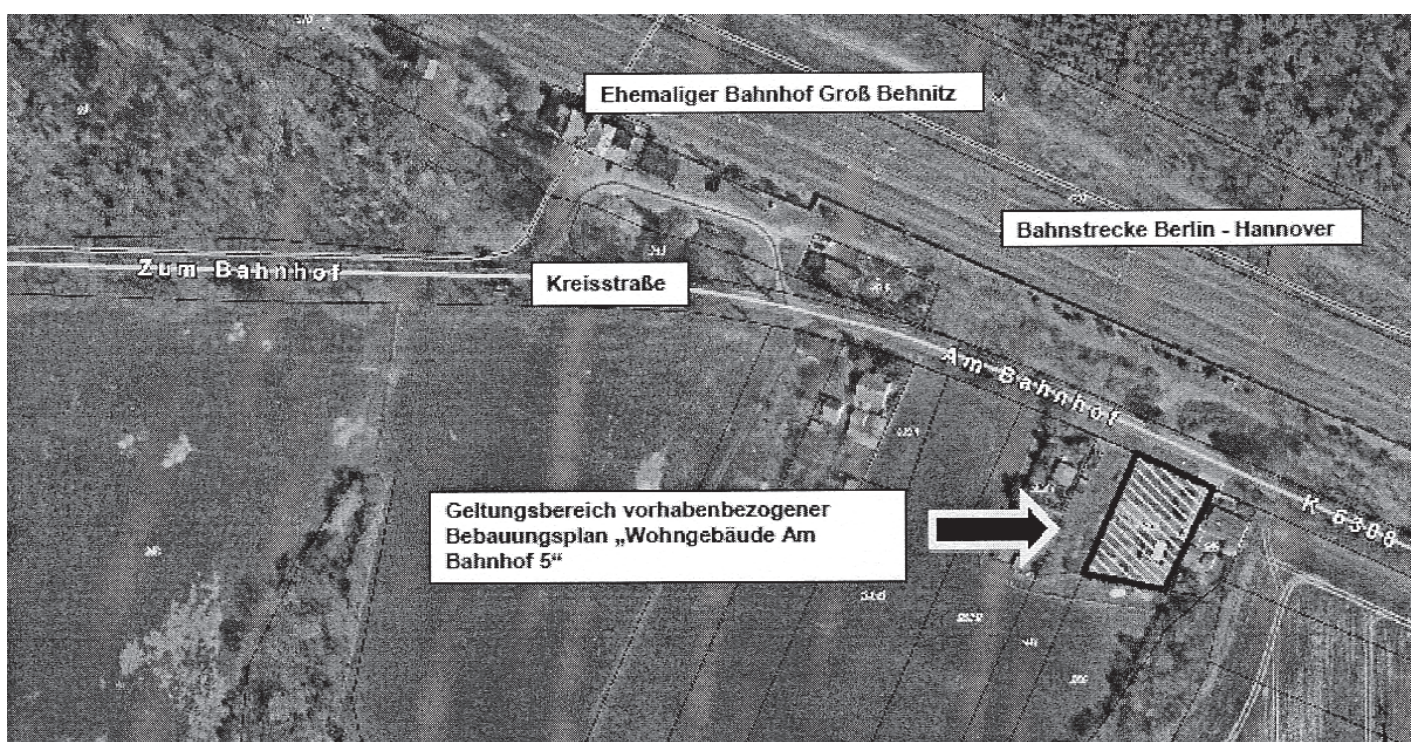 Ehemaliger Bahnhof Groß Behnitz
Bahnstrecke Berlin - Hannover
Zum Bahnhof
Kreisstraße
Am Bahnhof
K 6308
Geltungsbereich vorhabenbezogener
Bebauungsplan „Wohngebäude Am
Bahnhof 5“